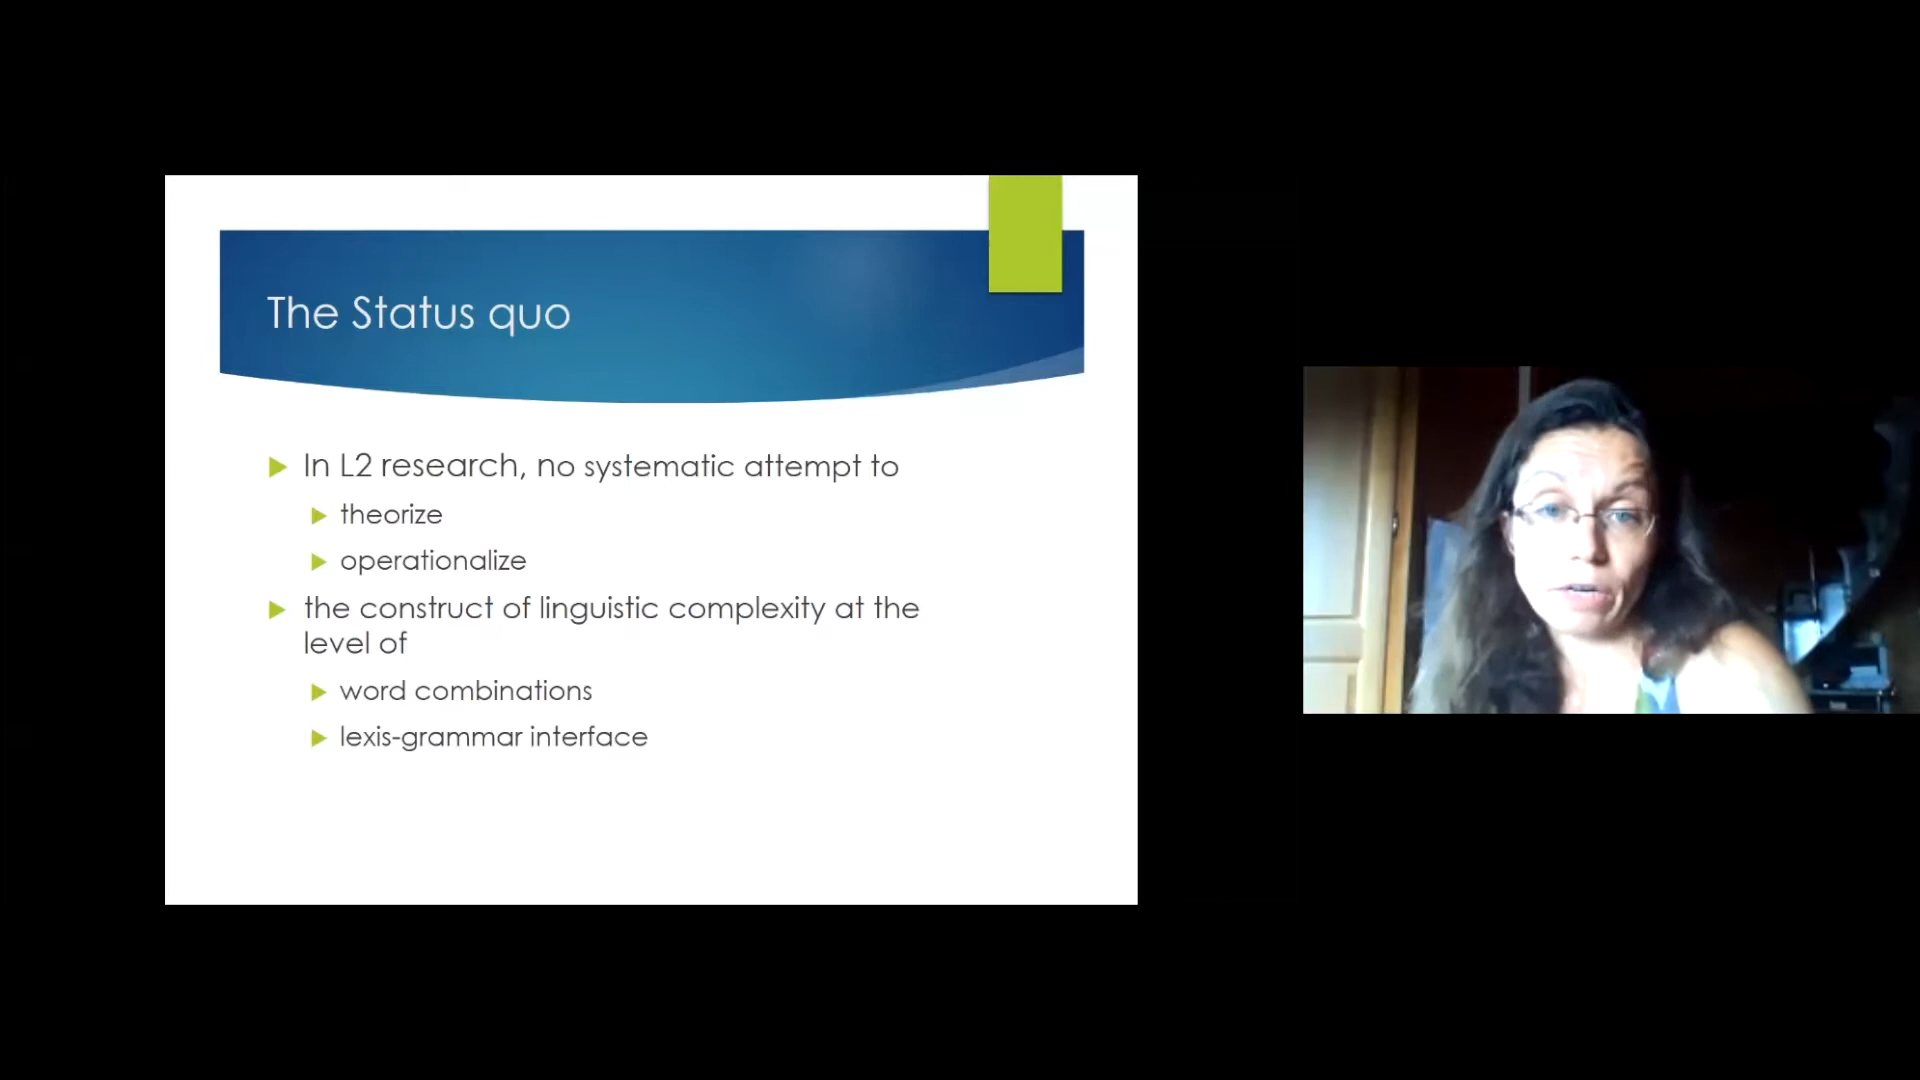 The Status quo
In L2 research, no systematic attempt to
theorize
operationalize
the construct of linguistic complexity at the
level of
word combinations
lexis-grammar interface